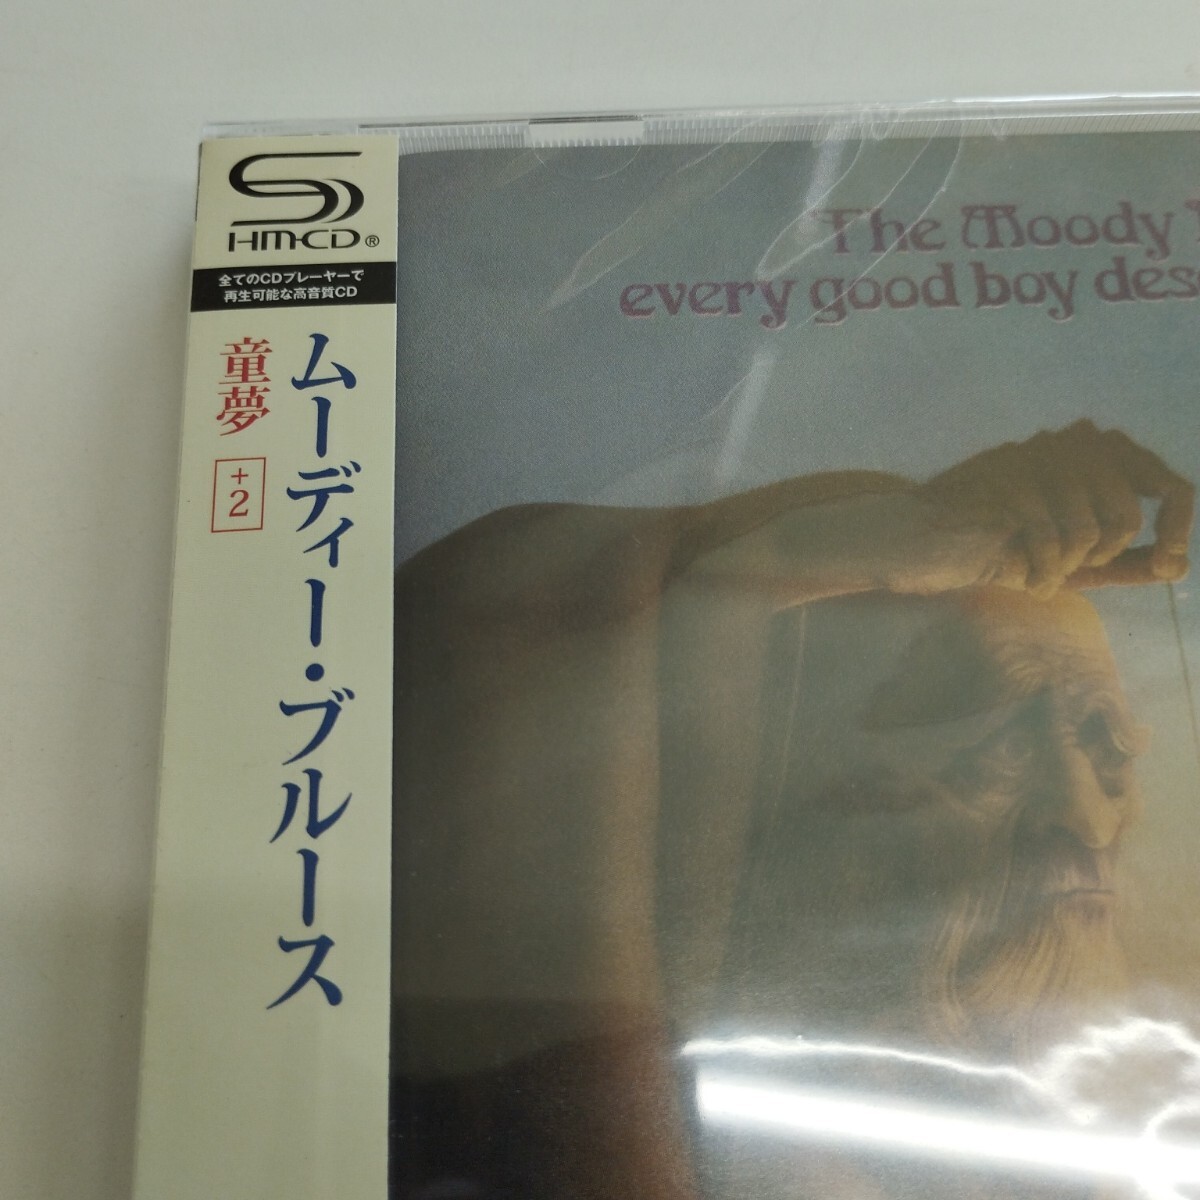 SHM-CD®
全てのCDプレーヤーで
再生可能な高音質CD
ムーディー・ブルース
童夢 +2
The Moody
every good boy des